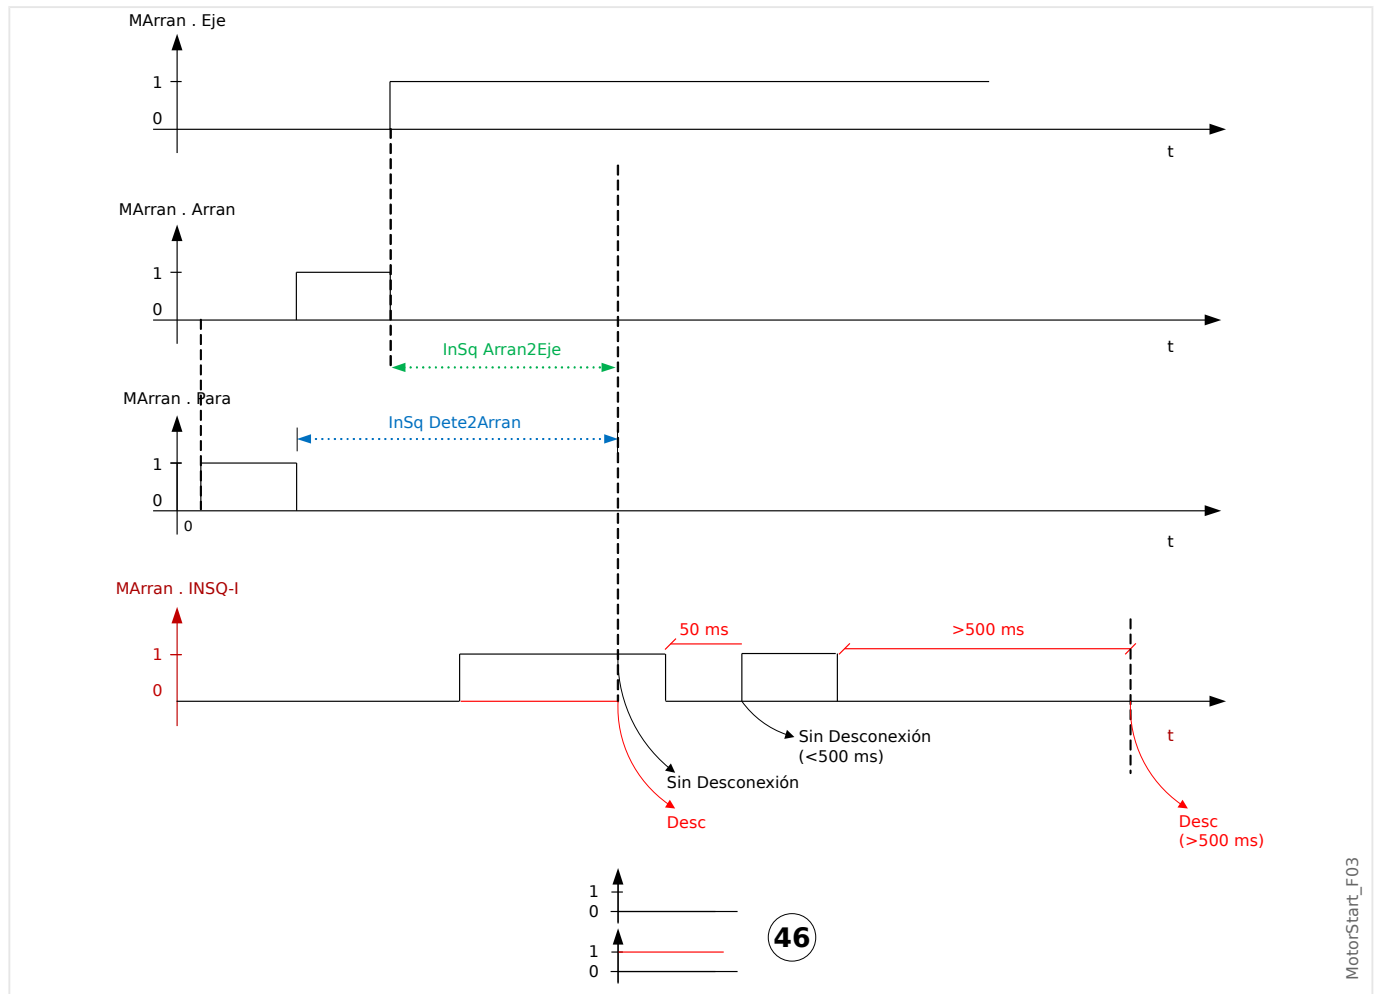 MArran . Eje
1
0
t
MArran . Arran
1
0
t
InSq Arran2Eje
MArran . Para
InSq Dete2Arran
1
0
0
t
MArran . INSQ-I
50 ms
>500 ms
1
0
t
Sin Desconexión
(<500 ms)
Sin Desconexión
Desc
Desc
(>500 ms)
1
0
46
1
0
MotorStart_F03